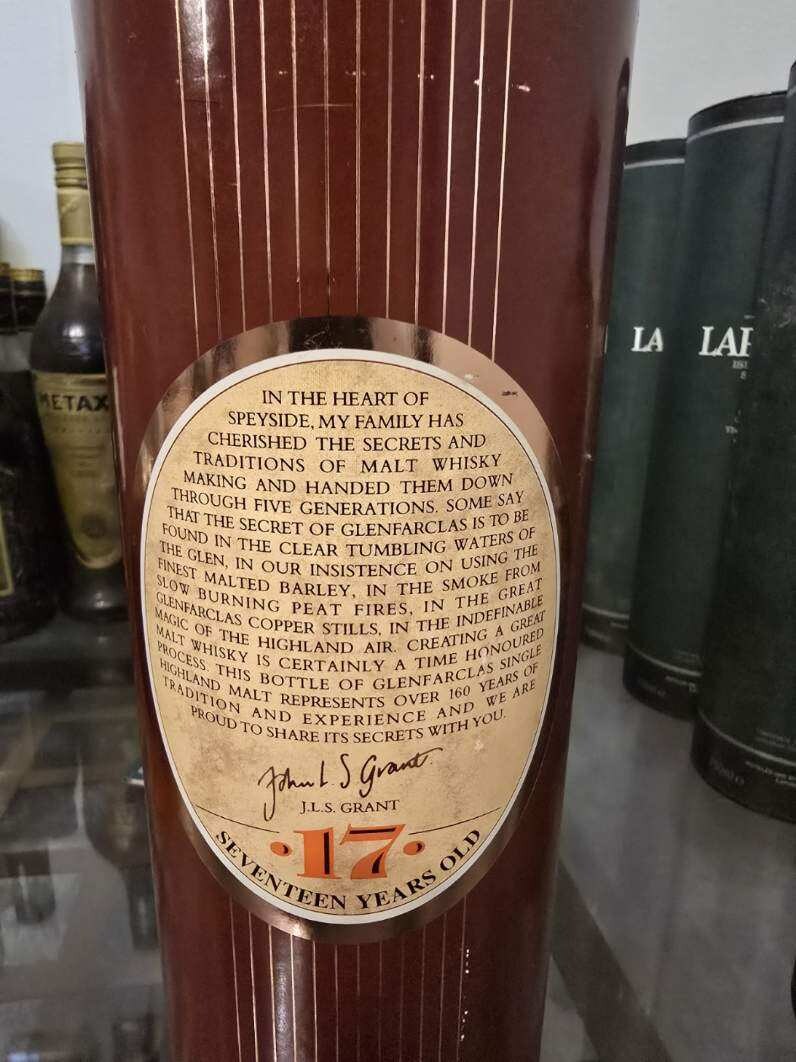 IN THE HEART OF
SPEYSIDE, MY FAMILY HAS
CHERISHED THE SECRETS AND
TRADITIONS OF MALT WHISKY
MAKING AND HANDED THEM DOWN
THROUGH FIVE GENERATIONS. SOME SAY
THAT THE SECRET OF GLENFARCLAS IS TO BE
FOUND IN THE CLEAR TUMBLING WATERS OF
THE GLEN, IN OUR INSISTENCE ON USING THE
FINEST MALTED BARLEY, IN THE SMOKE FROM
SLOW BURNING PEAT FIRES, IN THE GREAT
GLENFARCLAS COPPER STILLS, IN THE INDEFINABLE
MAGIC OF THE HIGHLAND AIR. CREATING A GREAT
MALT WHISKY IS CERTAINLY A TIME HONOURED
PROCESS. THIS BOTTLE OF GLENFARCLAS SINGLE
HIGHLAND MALT REPRESENTS OVER 160 YEARS OF
TRADITION AND EXPERIENCE AND WE ARE
PROUD TO SHARE ITS SECRETS WITH YOU.
John L S Grant
J.L.S. GRANT
•17•
SEVENTEEN YEARS OLD
METAX
LA
LAF